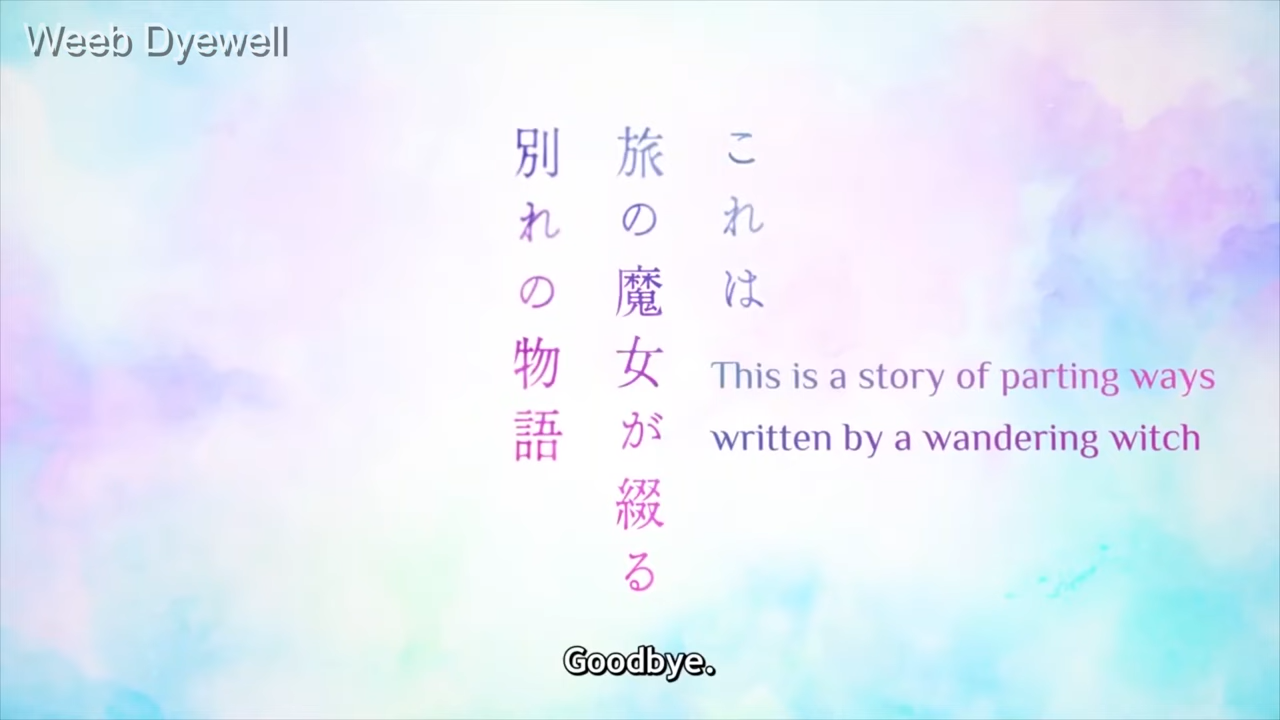 Weeb Dyewell
これは
旅の魔女が綴る
別れの物語
This is a story of parting ways
written by a wandering witch
Goodbye.